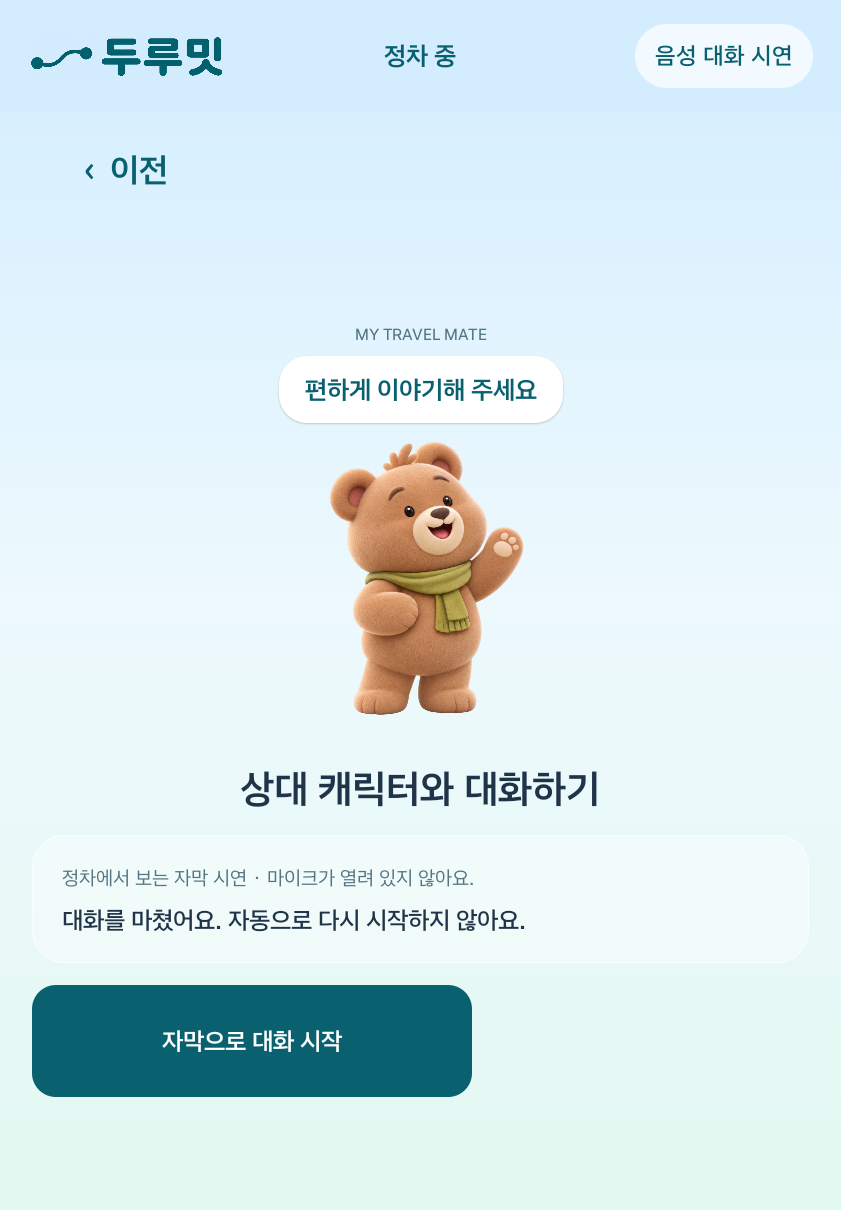 두루밋
정차 중
음성 대화 시연
‹ 이전
MY TRAVEL MATE
편하게 이야기해 주세요
상대 캐릭터와 대화하기
정차에서 보는 자막 시연 · 마이크가 열려 있지 않아요.
대화를 마쳤어요. 자동으로 다시 시작하지 않아요.
자막으로 대화 시작